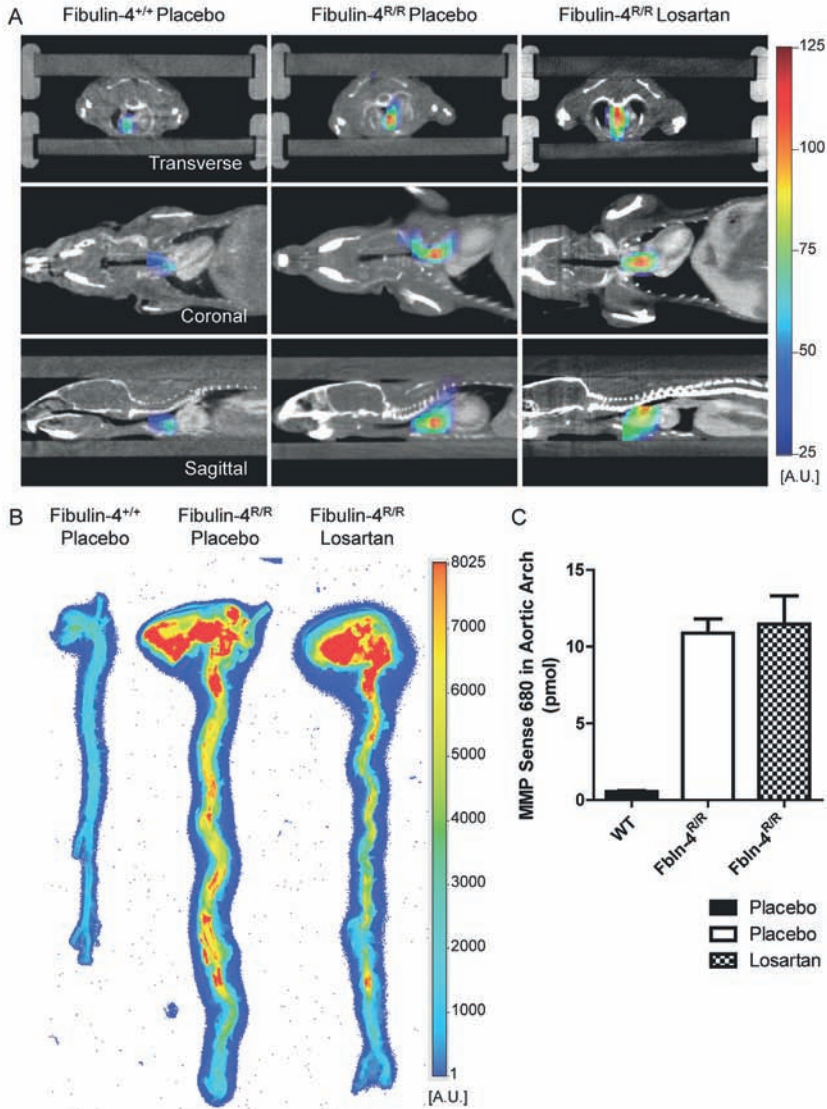 A
Fibulin-4+/+ Placebo
Fibulin-4R/R Placebo
Fibulin-4R/R Losartan
Transverse
Coronal
Sagittal
125
100
75
50
25
[A.U.]
B
Fibulin-4+/+
Placebo
Fibulin-4R/R
Placebo
Fibulin-4R/R
Losartan
8025
7000
6000
5000
4000
3000
2000
1000
1
[A.U.]
C
MMP Sense 680 in Aortic Arch
(pmol)
15
10
5
0
WT
Fbln-4R/R
Fbln-4R/R
Placebo
Placebo
Losartan